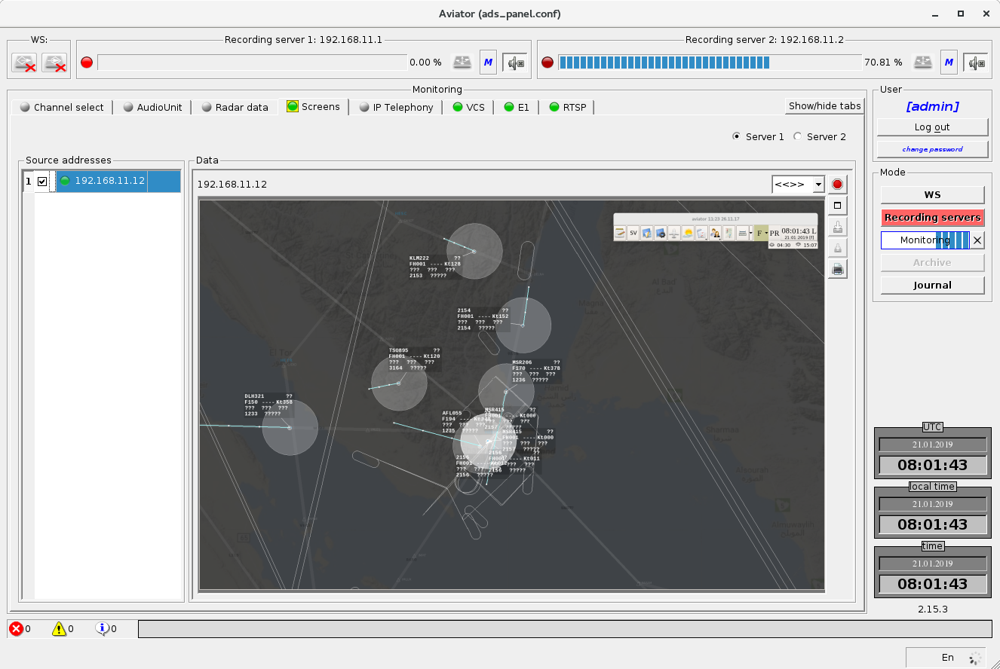 Aviator (ads_panel.conf)
WS:
Recording server 1: 192.168.11.1
0.00 %
M
Recording server 2: 192.168.11.2
70.81 %
M
Monitoring
Channel select
AudioUnit
Radar data
Screens
IP Telephony
VCS
E1
RTSP
Show/hide tabs
Server 1
Server 2
Source addresses
1
192.168.11.12
Data
192.168.11.12
<<>>
aviator 11:23 26.11.17
SV
F
PR
08:01:43 L
21 01 2019 [!]
04:30
15:07
KLM222 ??
FH001 ---- Kt128
??? ??? ???
2153 ?????
2154 ??
FH001 ---- Kt152
??? ??? ???
2154 ?????
TSO895 ??
FH001 ---- Kt120
??? ??? ???
3164 ?????
MSR206 ??
F170 ---- Kt378
??? ??? ???
1236 ?????
DLH321 ??
F150 ---- Kt358
??? ??? ???
1233 ?????
AFL055
F194
??? ???
1235 ?????
MSR415 ??
FH001 Kt000
??? ???
2157 ?????
MSR415 ??
FH001 ---- Kt000
??? ??? ???
2157 ?????
2156 ??
FH001 ---- Kt011
??? ???
2156 ?????
2156
FH001
??? ???
2156 ?????
El Tor
Magna
Al Bad
البدع
Sharmaa
Almuwaylih
المويلح
User
[admin]
Log out
change password
Mode
WS
Recording servers
Monitoring
Archive
Journal
UTC
21.01.2019
08:01:43
local time
21.01.2019
08:01:43
time
21.01.2019
08:01:43
2.15.3
0
0
0
En